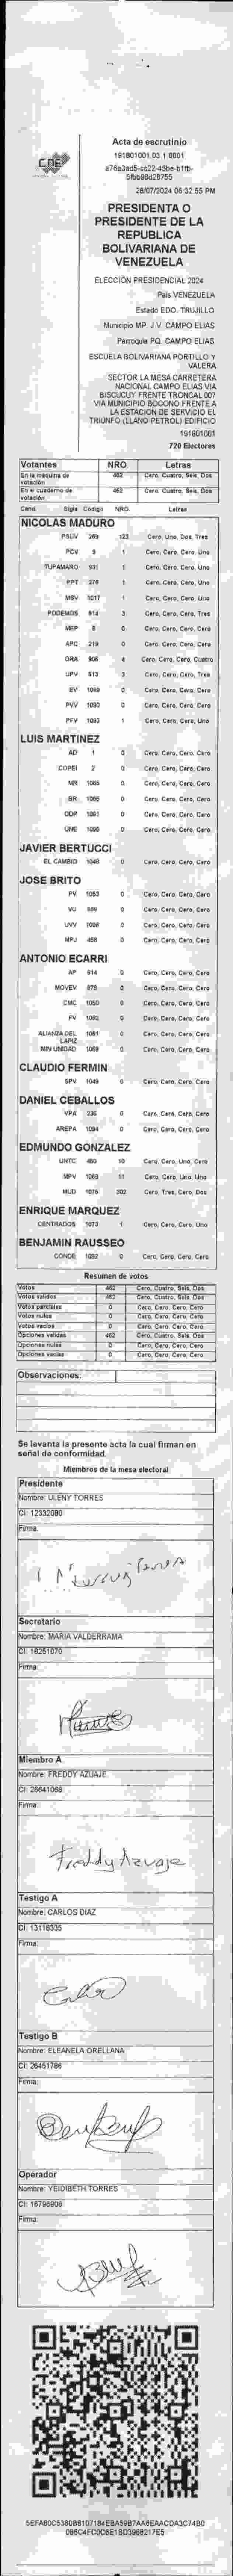 CNE
Acta de escrutinio
191801001.03.1.0001
28/07/2024 06:32:55 PM
PRESIDENTA O
PRESIDENTE DE LA
REPUBLICA
BOLIVARIANA DE
VENEZUELA
ELECCIÓN PRESIDENCIAL 2024
País VENEZUELA
Estado EDO. TRUJILLO
Municipio MP. J.V. CAMPO ELIAS
Parroquia PQ. CAMPO ELIAS
ESCUELA BOLIVARIANA PORTILLO Y
VALERA
SECTOR LA MESA CARRETERA
NACIONAL CAMPO ELIAS VIA
BISCUCUY FRENTE TRONCAL 007
VIA MUNICIPIO BOCONO FRENTE A
LA ESTACION DE SERVICIO EL
TRIUNFO (LLANO PETROL) EDIFICIO
191801001
720 Electores
Votantes NRO. Letras
En la máquina de votación 462 Cero, Cuatro, Seis, Dos
En el cuaderno de votación 462 Cero, Cuatro, Seis, Dos
Cand. Sigla Código NRO. Letras
NICOLAS MADURO
PSUV 269 123 Cero, Uno, Dos, Tres
PCV 9 1 Cero, Cero, Cero, Uno
TUPAMARO 931 1 Cero, Cero, Cero, Uno
PPT 278 1 Cero, Cero, Cero, Uno
MSV 1017 1 Cero, Cero, Cero, Uno
PODEMOS 514 3 Cero, Cero, Cero, Tres
MEP 8 0 Cero, Cero, Cero, Cero
APC 219 0 Cero, Cero, Cero, Cero
ORA 906 4 Cero, Cero, Cero, Cuatro
UPV 513 3 Cero, Cero, Cero, Tres
EV 1089 0 Cero, Cero, Cero, Cero
PVV 1090 0 Cero, Cero, Cero, Cero
PFV 1093 1 Cero, Cero, Cero, Uno
LUIS MARTINEZ
AD 1 0 Cero, Cero, Cero, Cero
COPEI 2 0 Cero, Cero, Cero, Cero
MR 1065 0 Cero, Cero, Cero, Cero
BR 1066 0 Cero, Cero, Cero, Cero
DDP 1091 0 Cero, Cero, Cero, Cero
UNE 1096 0 Cero, Cero, Cero, Cero
JAVIER BERTUCCI
EL CAMBIO 1048 0 Cero, Cero, Cero, Cero
JOSE BRITO
PV 1053 0 Cero, Cero, Cero, Cero
VU 0 Cero, Cero, Cero, Cero
UVV 1098 0 Cero, Cero, Cero, Cero
MPJ 458 0 Cero, Cero, Cero, Cero
ANTONIO ECARRI
AP 614 0 Cero, Cero, Cero, Cero
MOVEV 878 0 Cero, Cero, Cero, Cero
CMC 1050 0 Cero, Cero, Cero, Cero
FV 1082 0 Cero, Cero, Cero, Cero
ALIANZA DEL LAPIZ 1081 0 Cero, Cero, Cero, Cero
MIN UNIDAD 1069 0 Cero, Cero, Cero, Cero
CLAUDIO FERMIN
SPV 1049 0 Cero, Cero, Cero, Cero
DANIEL CEBALLOS
VPA 236 0 Cero, Cero, Cero, Cero
AREPA 1094 0 Cero, Cero, Cero, Cero
EDMUNDO GONZALEZ
UNTC 480 10 Cero, Cero, Uno, Cero
MPV 1069 11 Cero, Cero, Uno, Uno
MUD 1076 302 Cero, Tres, Cero, Dos
ENRIQUE MARQUEZ
CENTRADOS 1073 1 Cero, Cero, Cero, Uno
BENJAMIN RAUSSEO
CONDE 1092 0 Cero, Cero, Cero, Cero
Resumen de votos
Votos 462 Cero, Cuatro, Seis, Dos
Votos válidos 462 Cero, Cuatro, Seis, Dos
Votos parciales 0 Cero, Cero, Cero, Cero
Votos nulos 0 Cero, Cero, Cero, Cero
Votos vacíos 0 Cero, Cero, Cero, Cero
Opciones válidas 462 Cero, Cuatro, Seis, Dos
Opciones nulas 0 Cero, Cero, Cero, Cero
Opciones vacías 0 Cero, Cero, Cero, Cero
Observaciones:
Se levanta la presente acta la cual firman en
señal de conformidad.
Miembros de la mesa electoral
Presidente
Nombre: ULENY TORRES
CI: 12332080
Firma:
Secretario
Nombre: MARIA VALDERRAMA
CI: 18251070
Firma:
Miembro A
Nombre: FREDDY AZUAJE
CI: 26641068
Firma:
Freddy Azuaje
Testigo A
Nombre: CARLOS DIAZ
CI: 13118335
Firma:
Testigo B
Nombre: ELEANELA ORELLANA
CI: 26451786
Firma:
Operador
Nombre: YEIDIBETH TORRES
CI: 16796908
Firma: